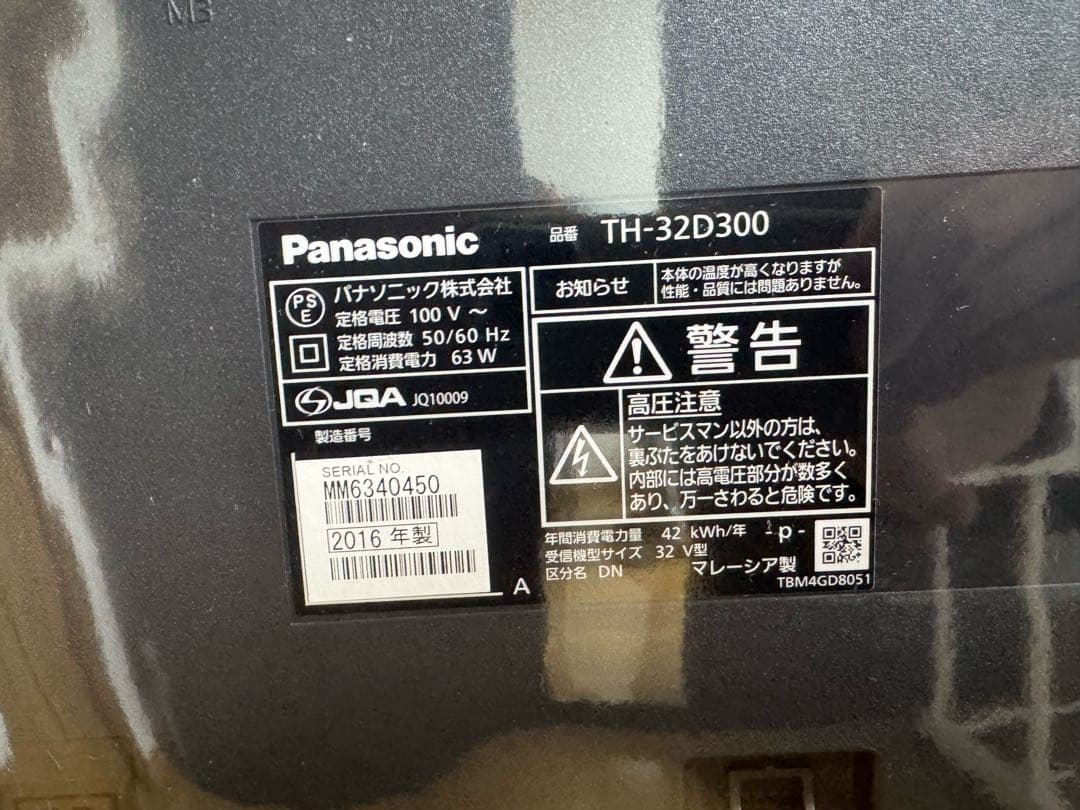 MB
Panasonic
品番 TH-32D300
PS
E
パナソニック株式会社
定格電圧 100 V ～
定格周波数 50/60 Hz
定格消費電力 63 W
JQA JQ10009
製造番号
SERIAL NO.
MM6340450
2016 年製
A
お知らせ
本体の温度が高くなりますが
性能・品質には問題ありません。
警告
高圧注意
サービスマン以外の方は、
裏ぶたをあけないでください。
内部には高電圧部分が数多く
あり、万一さわると危険です。
年間消費電力量 42 kWh/年 - p -
受信機型サイズ 32 V型
区分名 DN マレーシア製
TBM4GD8051